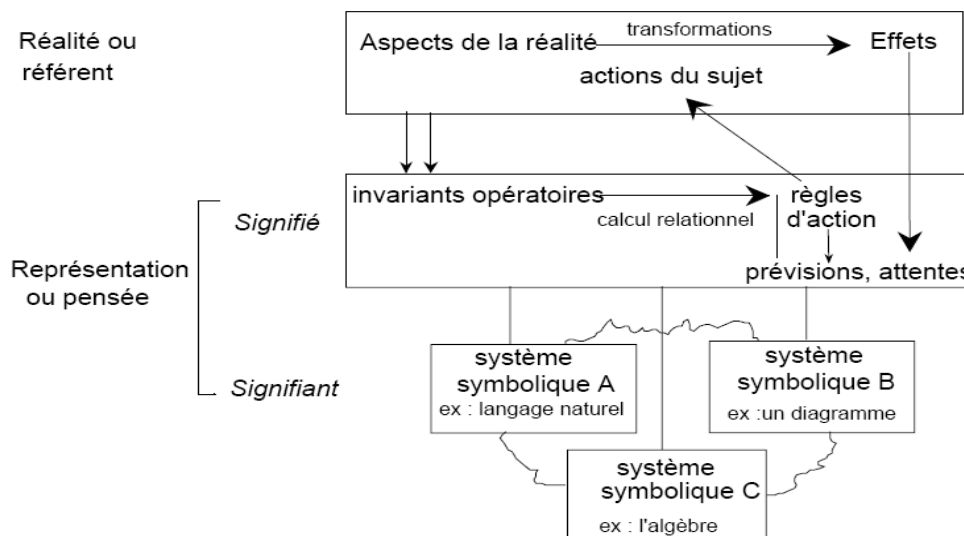 Réalité ou
référent
Aspects de la réalité
transformations
Effets
actions du sujet
Représentation
ou pensée
Signifié
invariants opératoires
calcul relationnel
règles
d'action
prévisions, attentes
Signifiant
système
symbolique A
ex : langage naturel
système
symbolique B
ex :un diagramme
système
symbolique C
ex : l'algèbre